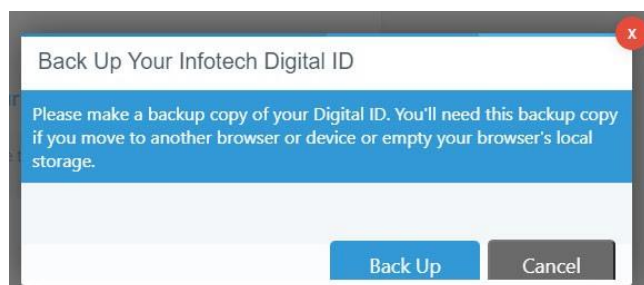 x
Back Up Your Infotech Digital ID
Please make a backup copy of your Digital ID. You'll need this backup copy
if you move to another browser or device or empty your browser's local
storage.
Back Up Cancel